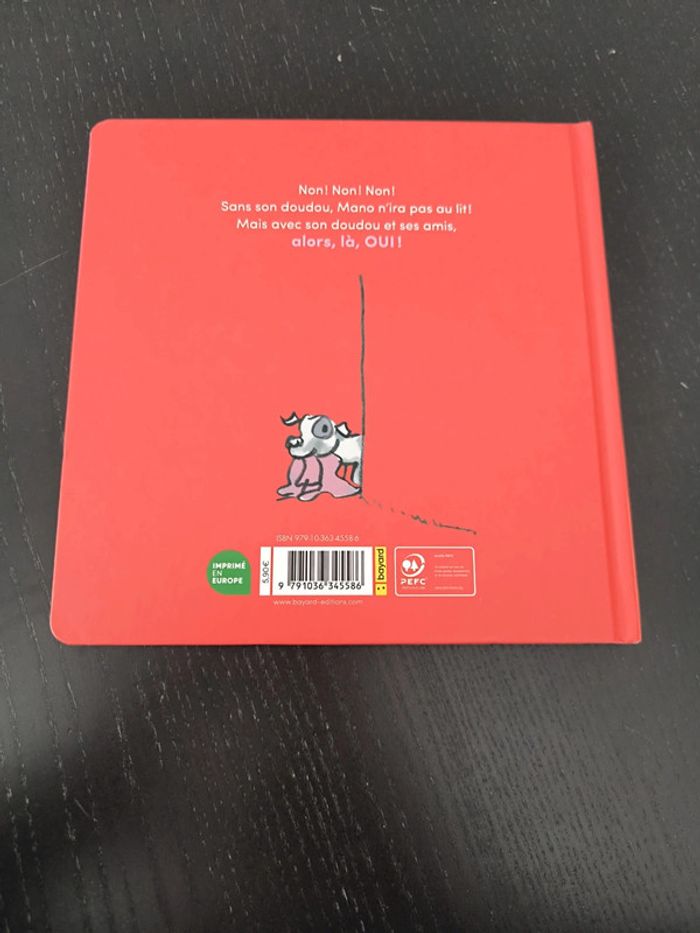 Non! Non! Non!
Sans son doudou, Mano n'ira pas au lit!
Mais avec son doudou et ses amis,
alors, là, OUI!
ISBN 979-10-363-4558-6
IMPRIMÉ
EN
EUROPE
5,90€
9 791036 345586
bayard
www.bayard-editions.com
PEFC